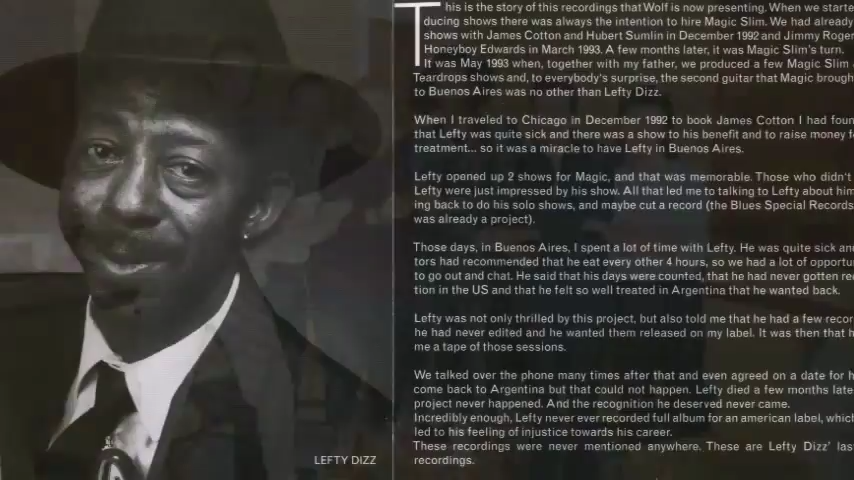 This is the story of this recordings that Wolf is now presenting. When we starte
ducing shows there was always the intention to hire Magic Slim. We had already
shows with James Cotton and Hubert Sumlin in December 1992 and Jimmy Roger
Honeyboy Edwards in March 1993. A few months later, it was Magic Slim's turn.
It was May 1993 when, together with my father, we produced a few Magic Slim
Teardrops shows and, to everybody's surprise, the second guitar that Magic brough
to Buenos Aires was no other than Lefty Dizz.
When I traveled to Chicago in December 1992 to book James Cotton I had foun
that Lefty was quite sick and there was a show to his benefit and to raise money f
treatment... so it was a miracle to have Lefty in Buenos Aires.
Lefty opened up 2 shows for Magic, and that was memorable. Those who didn't
Lefty were just impressed by his show. All that led me to talking to Lefty about him
ing back to do his solo shows, and maybe cut a record (the Blues Special Records
was already a project).
Those days, in Buenos Aires, I spent a lot of time with Lefty. He was quite sick and
tors had recommended that he eat every other 4 hours, so we had a lot of opportu
to go out and chat. He said that his days were counted, that he had never gotten rec
tion in the US and that he felt so well treated in Argentina that he wanted back.
Lefty was not only thrilled by this project, but also told me that he had a few recor
he had never edited and he wanted them released on my label. It was then that h
me a tape of those sessions.
We talked over the phone many times after that and even agreed on a date for h
come back to Argentina but that could not happen. Lefty died a few months late
project never happened. And the recognition he deserved never came.
Incredibly enough, Lefty never ever recorded full album for an american label, which
led to his feeling of injustice towards his career.
These recordings were never mentioned anywhere. These are Lefty Dizz' las
recordings.
LEFTY DIZZ